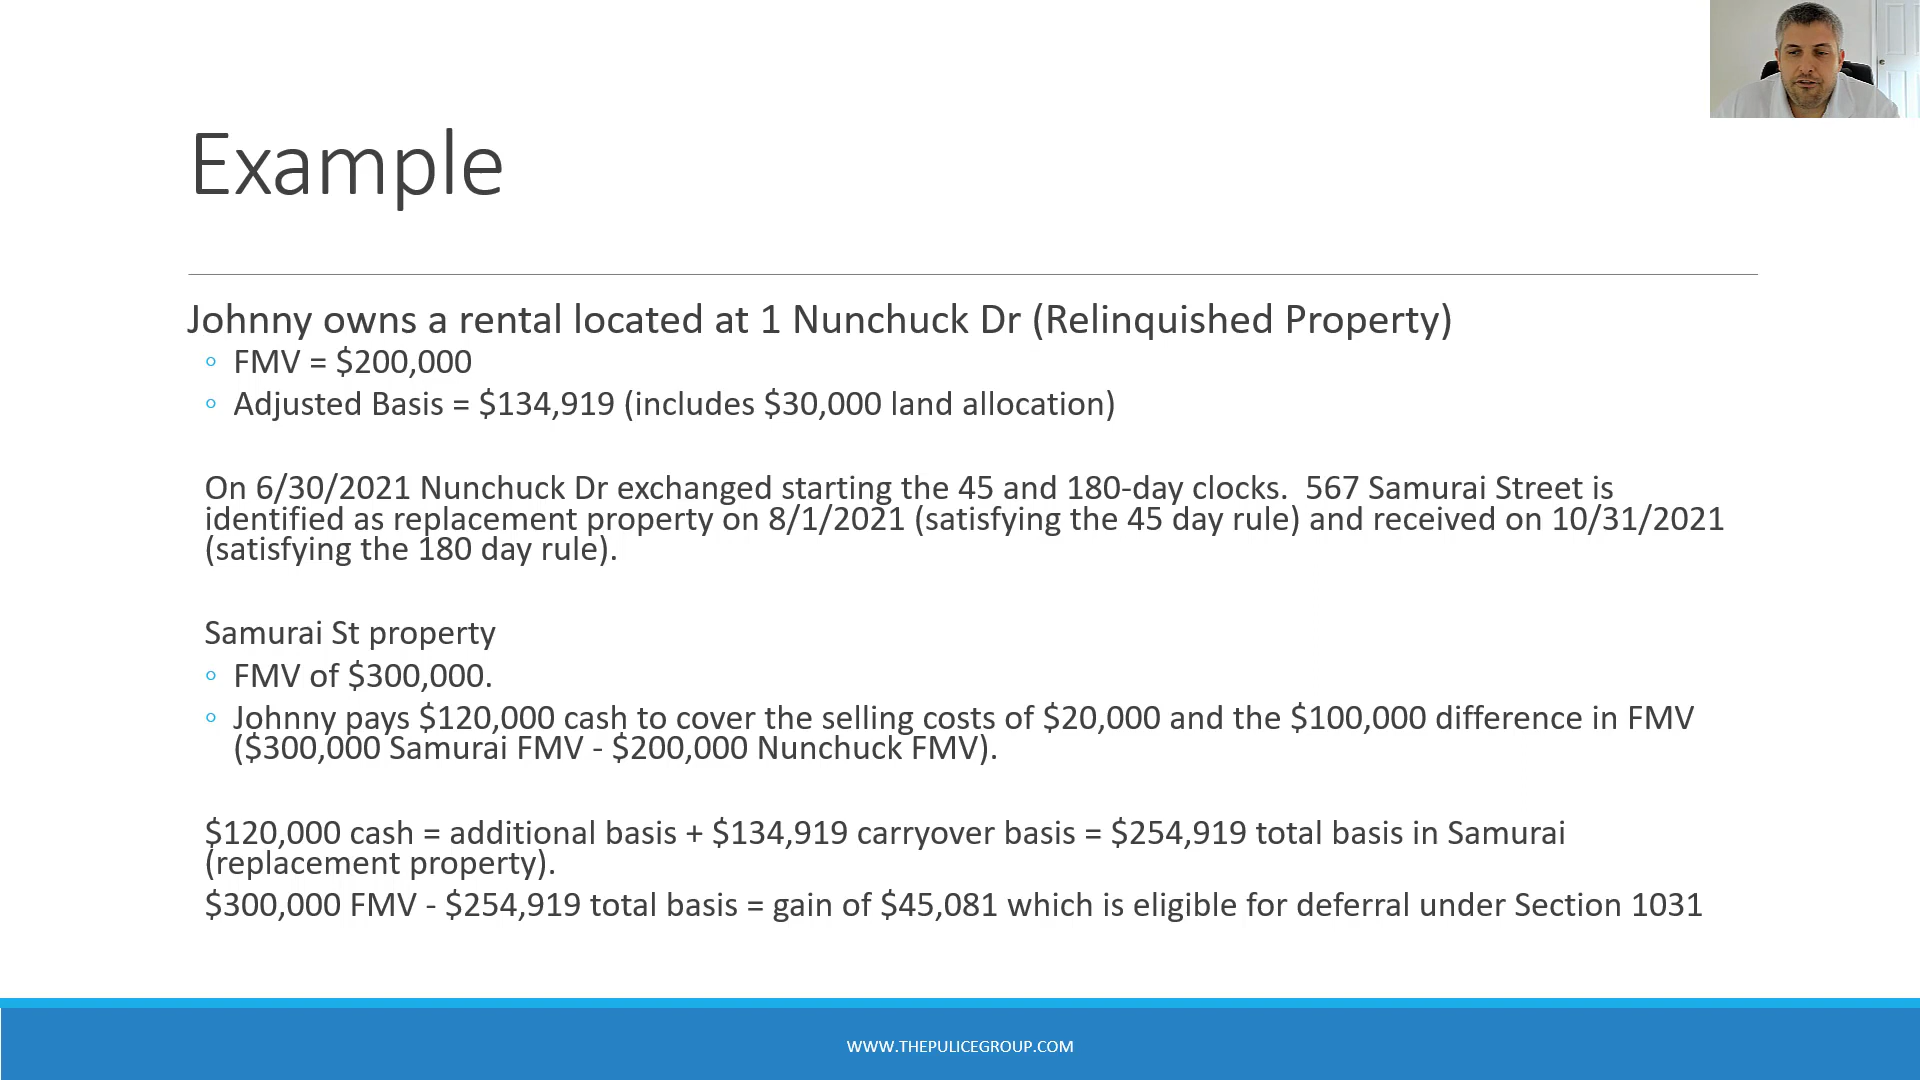 Example
Johnny owns a rental located at 1 Nunchuck Dr (Relinquished Property)
◦ FMV = $200,000
◦ Adjusted Basis = $134,919 (includes $30,000 land allocation)
On 6/30/2021 Nunchuck Dr exchanged starting the 45 and 180-day clocks.  567 Samurai Street is
identified as replacement property on 8/1/2021 (satisfying the 45 day rule) and received on 10/31/2021
(satisfying the 180 day rule).
Samurai St property
◦ FMV of $300,000.
◦ Johnny pays $120,000 cash to cover the selling costs of $20,000 and the $100,000 difference in FMV
($300,000 Samurai FMV - $200,000 Nunchuck FMV).
$120,000 cash = additional basis + $134,919 carryover basis = $254,919 total basis in Samurai
(replacement property).
$300,000 FMV - $254,919 total basis = gain of $45,081 which is eligible for deferral under Section 1031
WWW.THEPULICEGROUP.COM